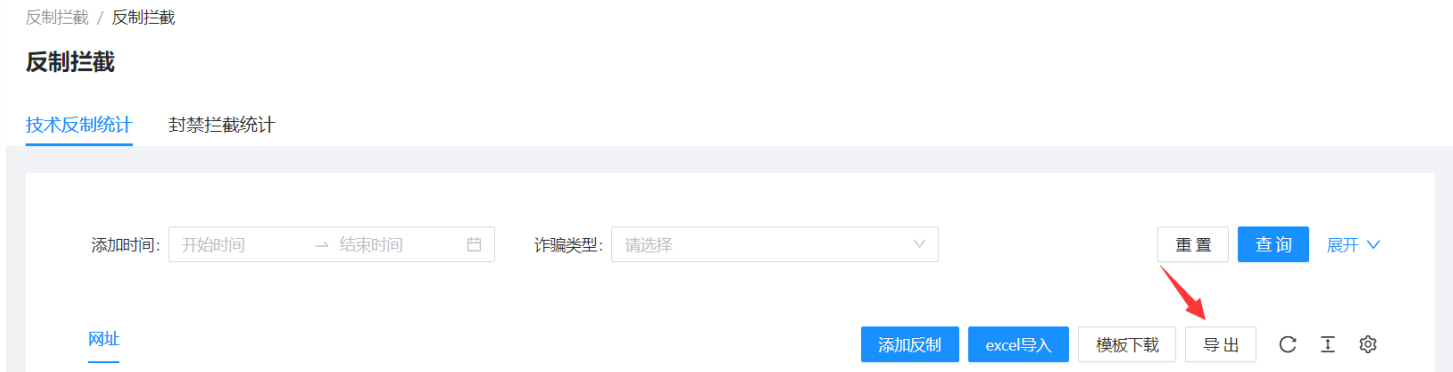 反制拦截 / 反制拦截
反制拦截
技术反制统计 封禁拦截统计
添加时间: 开始时间 → 结束时间 诈骗类型: 请选择 重 置 查 询 展开
网址 添加反制 excel导入 模板下载 导 出